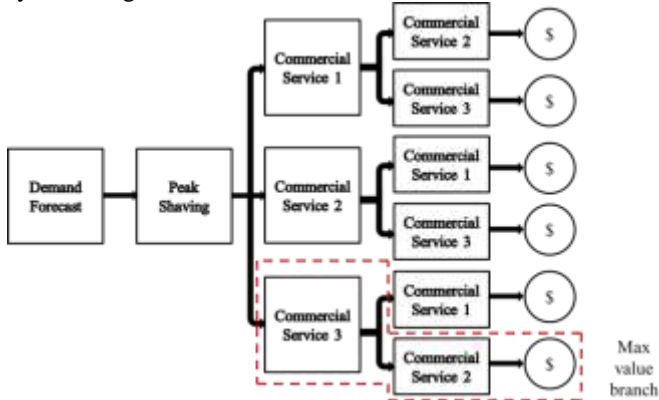 Commercial
Service 1
Commercial
Service 2
$
Commercial
Service 3
$
Demand
Forecast
Peak
Shaving
Commercial
Service 2
Commercial
Service 1
$
Commercial
Service 3
$
Commercial
Service 3
Commercial
Service 1
$
Commercial
Service 2
$
Max
value
branch